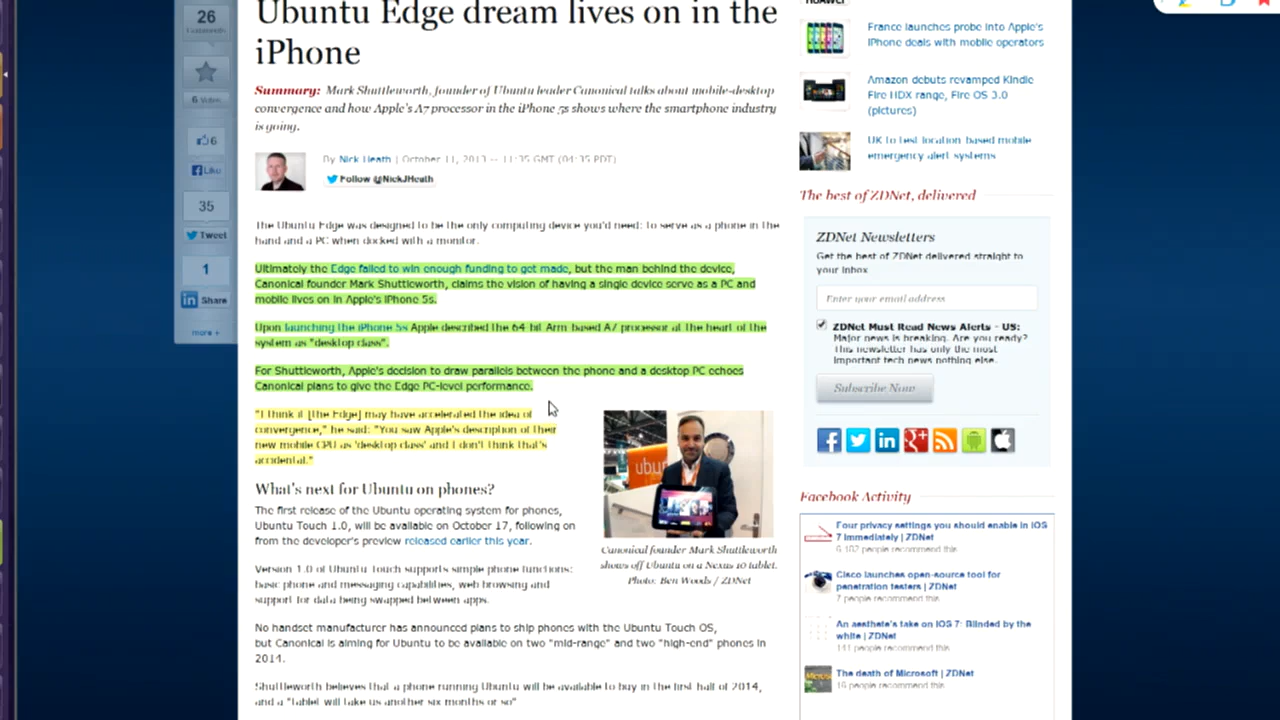 26
Comments
6 Votes
6
Like
35
Tweet
1
Share
more +
Ubuntu Edge dream lives on in the
iPhone
Summary: Mark Shuttleworth, founder of Ubuntu leader Canonical talks about mobile-desktop
convergence and how Apple's A7 processor in the iPhone 5s shows where the smartphone industry
is going.
By Nick Heath | October 11, 2013 -- 11:35 GMT (04:35 PDT)
Follow @NickJHeath
The Ubuntu Edge was designed to be the only computing device you'd need: to serve as a phone in the
hand and a PC when docked with a monitor.
Ultimately the Edge failed to win enough funding to get made, but the man behind the device,
Canonical founder Mark Shuttleworth, claims the vision of having a single device serve as a PC and
mobile lives on in Apple's iPhone 5s.
Upon launching the iPhone 5s Apple described the 64-bit Arm-based A7 processor at the heart of the
system as "desktop class".
For Shuttleworth, Apple's decision to draw parallels between the phone and a desktop PC echoes
Canonical plans to give the Edge PC-level performance.
"I think it [the Edge] may have accelerated the idea of
convergence," he said: "You saw Apple's description of their
new mobile CPU as 'desktop class' and I don't think that's
accidental."
ubu
Canonical founder Mark Shuttleworth
shows off Ubuntu on a Nexus 10 tablet.
Photo: Ben Woods / ZDNet
What's next for Ubuntu on phones?
The first release of the Ubuntu operating system for phones,
Ubuntu Touch 1.0, will be available on October 17, following on
from the developer's preview released earlier this year.
Version 1.0 of Ubuntu Touch supports simple phone functions:
basic phone and messaging capabilities, web browsing and
support for data being swapped between apps.
No handset manufacturer has announced plans to ship phones with the Ubuntu Touch OS,
but Canonical is aiming for Ubuntu to be available on two "mid-range" and two "high-end" phones in
2014.
Shuttleworth believes that a phone running Ubuntu will be available to buy in the first half of 2014,
and a "tablet will take us another six months or so"
HUAWEI
France launches probe into Apple's
iPhone deals with mobile operators
Amazon debuts revamped Kindle
Fire HDX range, Fire OS 3.0
(pictures)
UK to test location-based mobile
emergency alert systems
The best of ZDNet, delivered
ZDNet Newsletters
Get the best of ZDNet delivered straight to
your inbox
Enter your email address
ZDNet Must Read News Alerts - US:
Major news is breaking. Are you ready?
This newsletter has only the most
important tech news nothing else.
Subscribe Now
Facebook Activity
Four privacy settings you should enable in iOS
7 immediately | ZDNet
people recommend this
Cisco launches open-source tool for
penetration testers | ZDNet
7 people recommend this
An aesthete's take on iOS 7: Blinded by the
white | ZDNet
141 people recommend this
The death of Microsoft | ZDNet
16 people recommend this